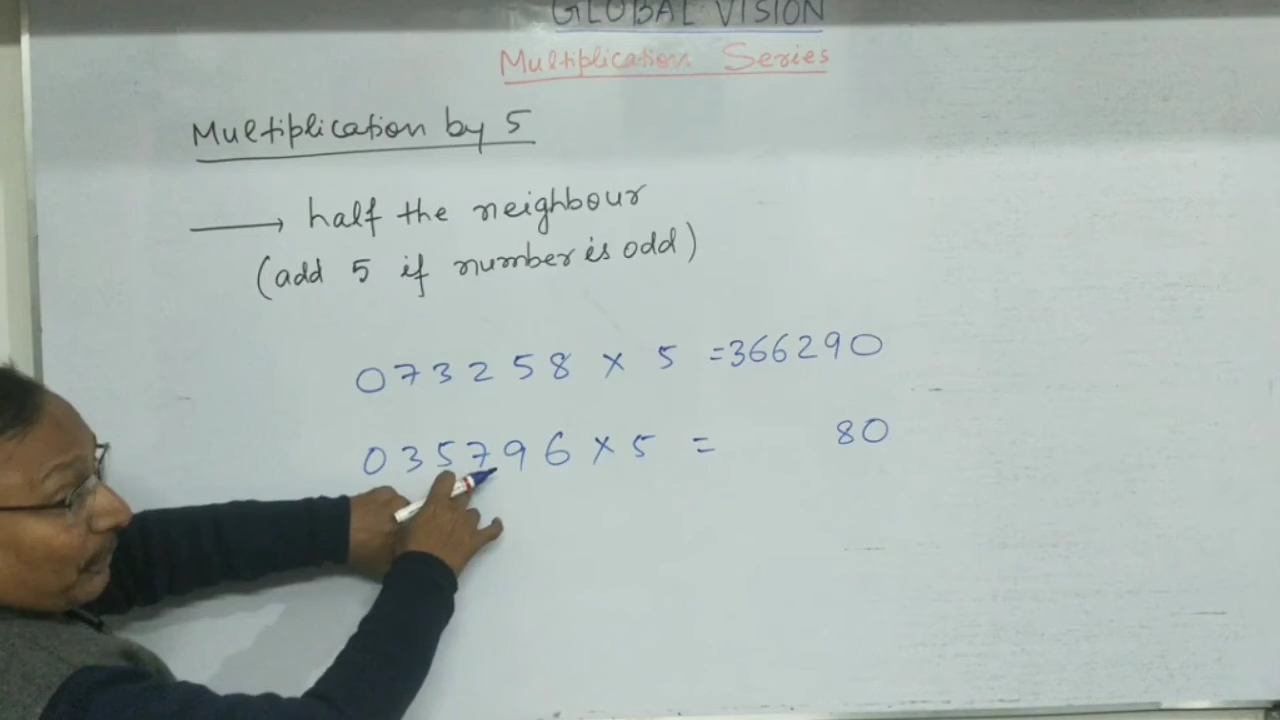 GLOBAL VISION
Multiplication Series
Multiplication by 5
→ half the neighbour
(add 5 if number is odd)
073258 × 5 = 366290
035796 × 5 = 80